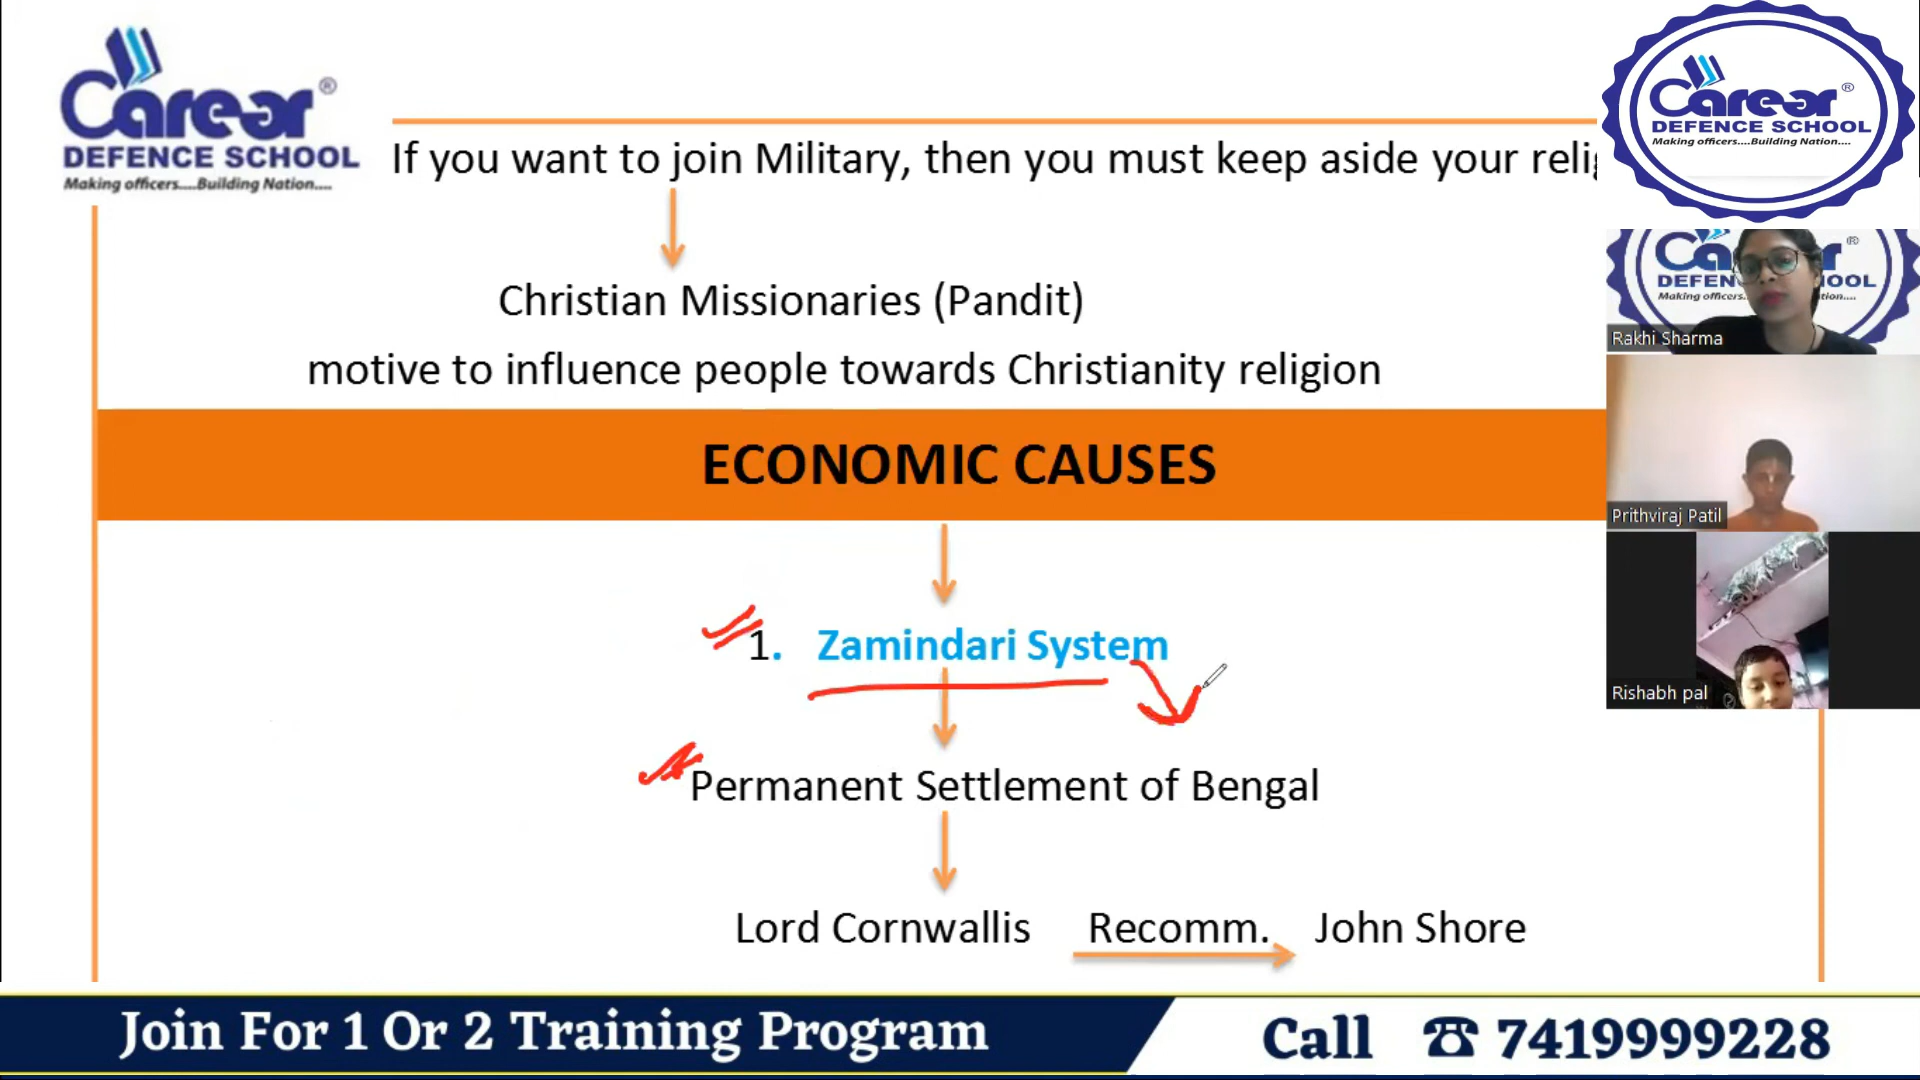 Carear®
DEFENCE SCHOOL
Making officers....Building Nation....
If you want to join Military, then you must keep aside your relig
Christian Missionaries (Pandit)
motive to influence people towards Christianity religion
ECONOMIC CAUSES
1. Zamindari System
Permanent Settlement of Bengal
Lord Cornwallis Recomm. John Shore
Carear®
DEFENCE SCHOOL
Making officers....Building Nation....
Rakhi Sharma
Prithviraj Patil
Rishabh pal
Join For 1 Or 2 Training Program
Call ☎ 7419999228